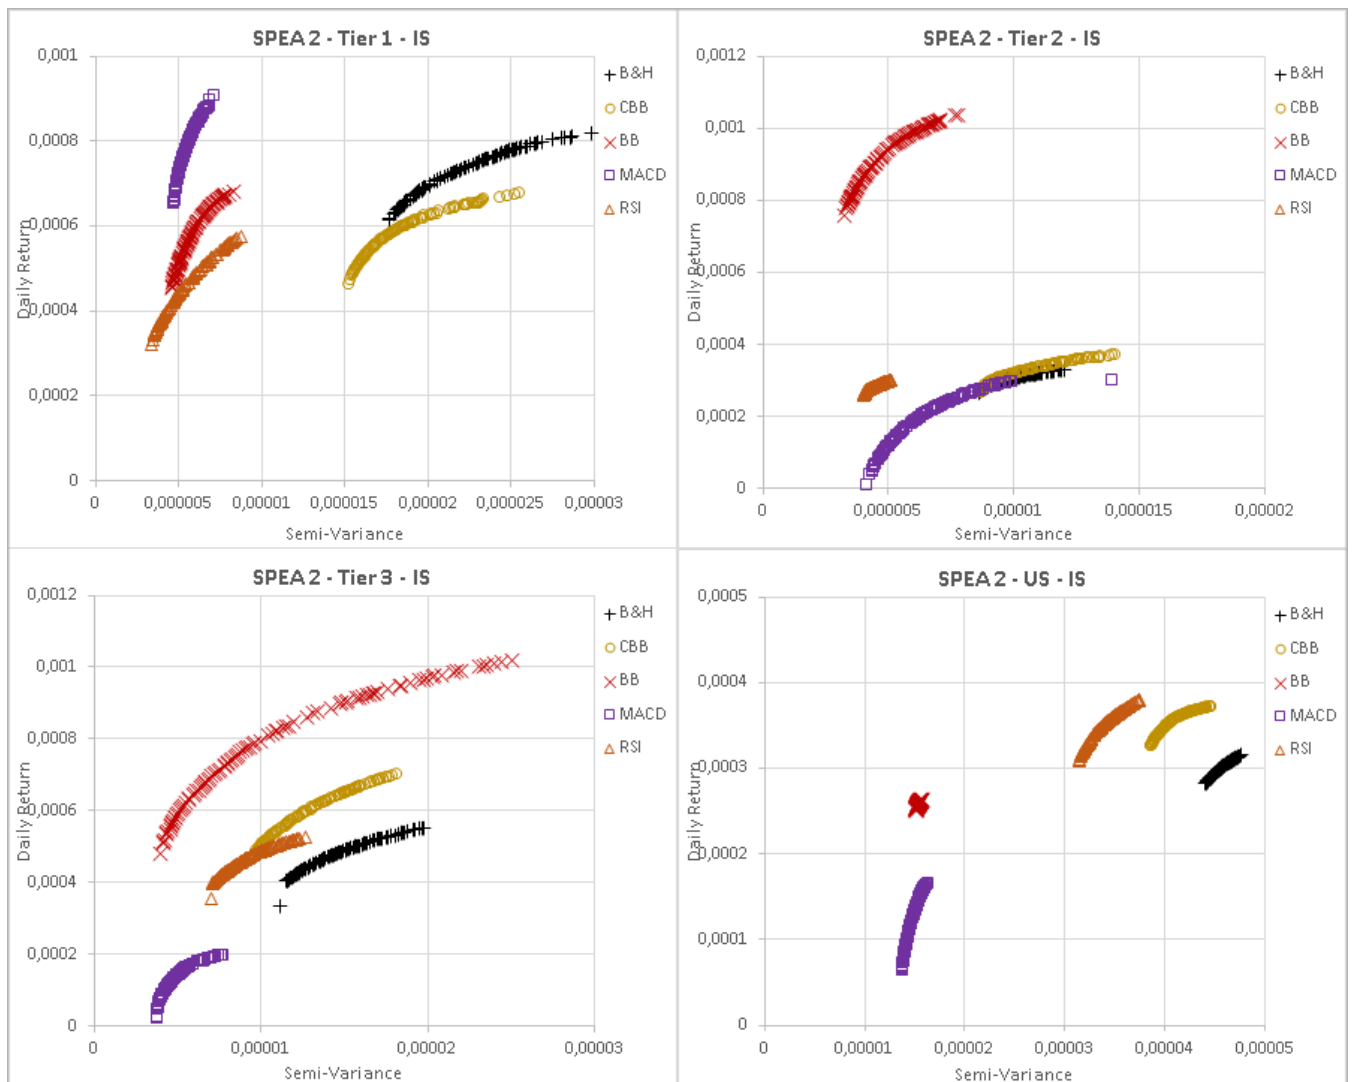 SPEA 2 - Tier 1 - IS
0,001
0,0008
0,0006
0,0004
0,0002
0
Daily Return
0
0,000005
0,00001
0,000015
0,00002
0,000025
0,00003
Semi-Variance
B&H
CBB
BB
MACD
RSI
SPEA 2 - Tier 2 - IS
0,0012
0,001
0,0008
0,0006
0,0004
0,0002
0
Daily Return
0
0,000005
0,00001
0,000015
0,00002
Semi-Variance
B&H
CBB
BB
MACD
RSI
SPEA 2 - Tier 3 - IS
0,0012
0,001
0,0008
0,0006
0,0004
0,0002
0
Daily Return
0
0,00001
0,00002
0,00003
Semi-Variance
B&H
CBB
BB
MACD
RSI
SPEA 2 - US - IS
0,0005
0,0004
0,0003
0,0002
0,0001
0
Daily Return
0
0,00001
0,00002
0,00003
0,00004
0,00005
Semi-Variance
B&H
CBB
BB
MACD
RSI